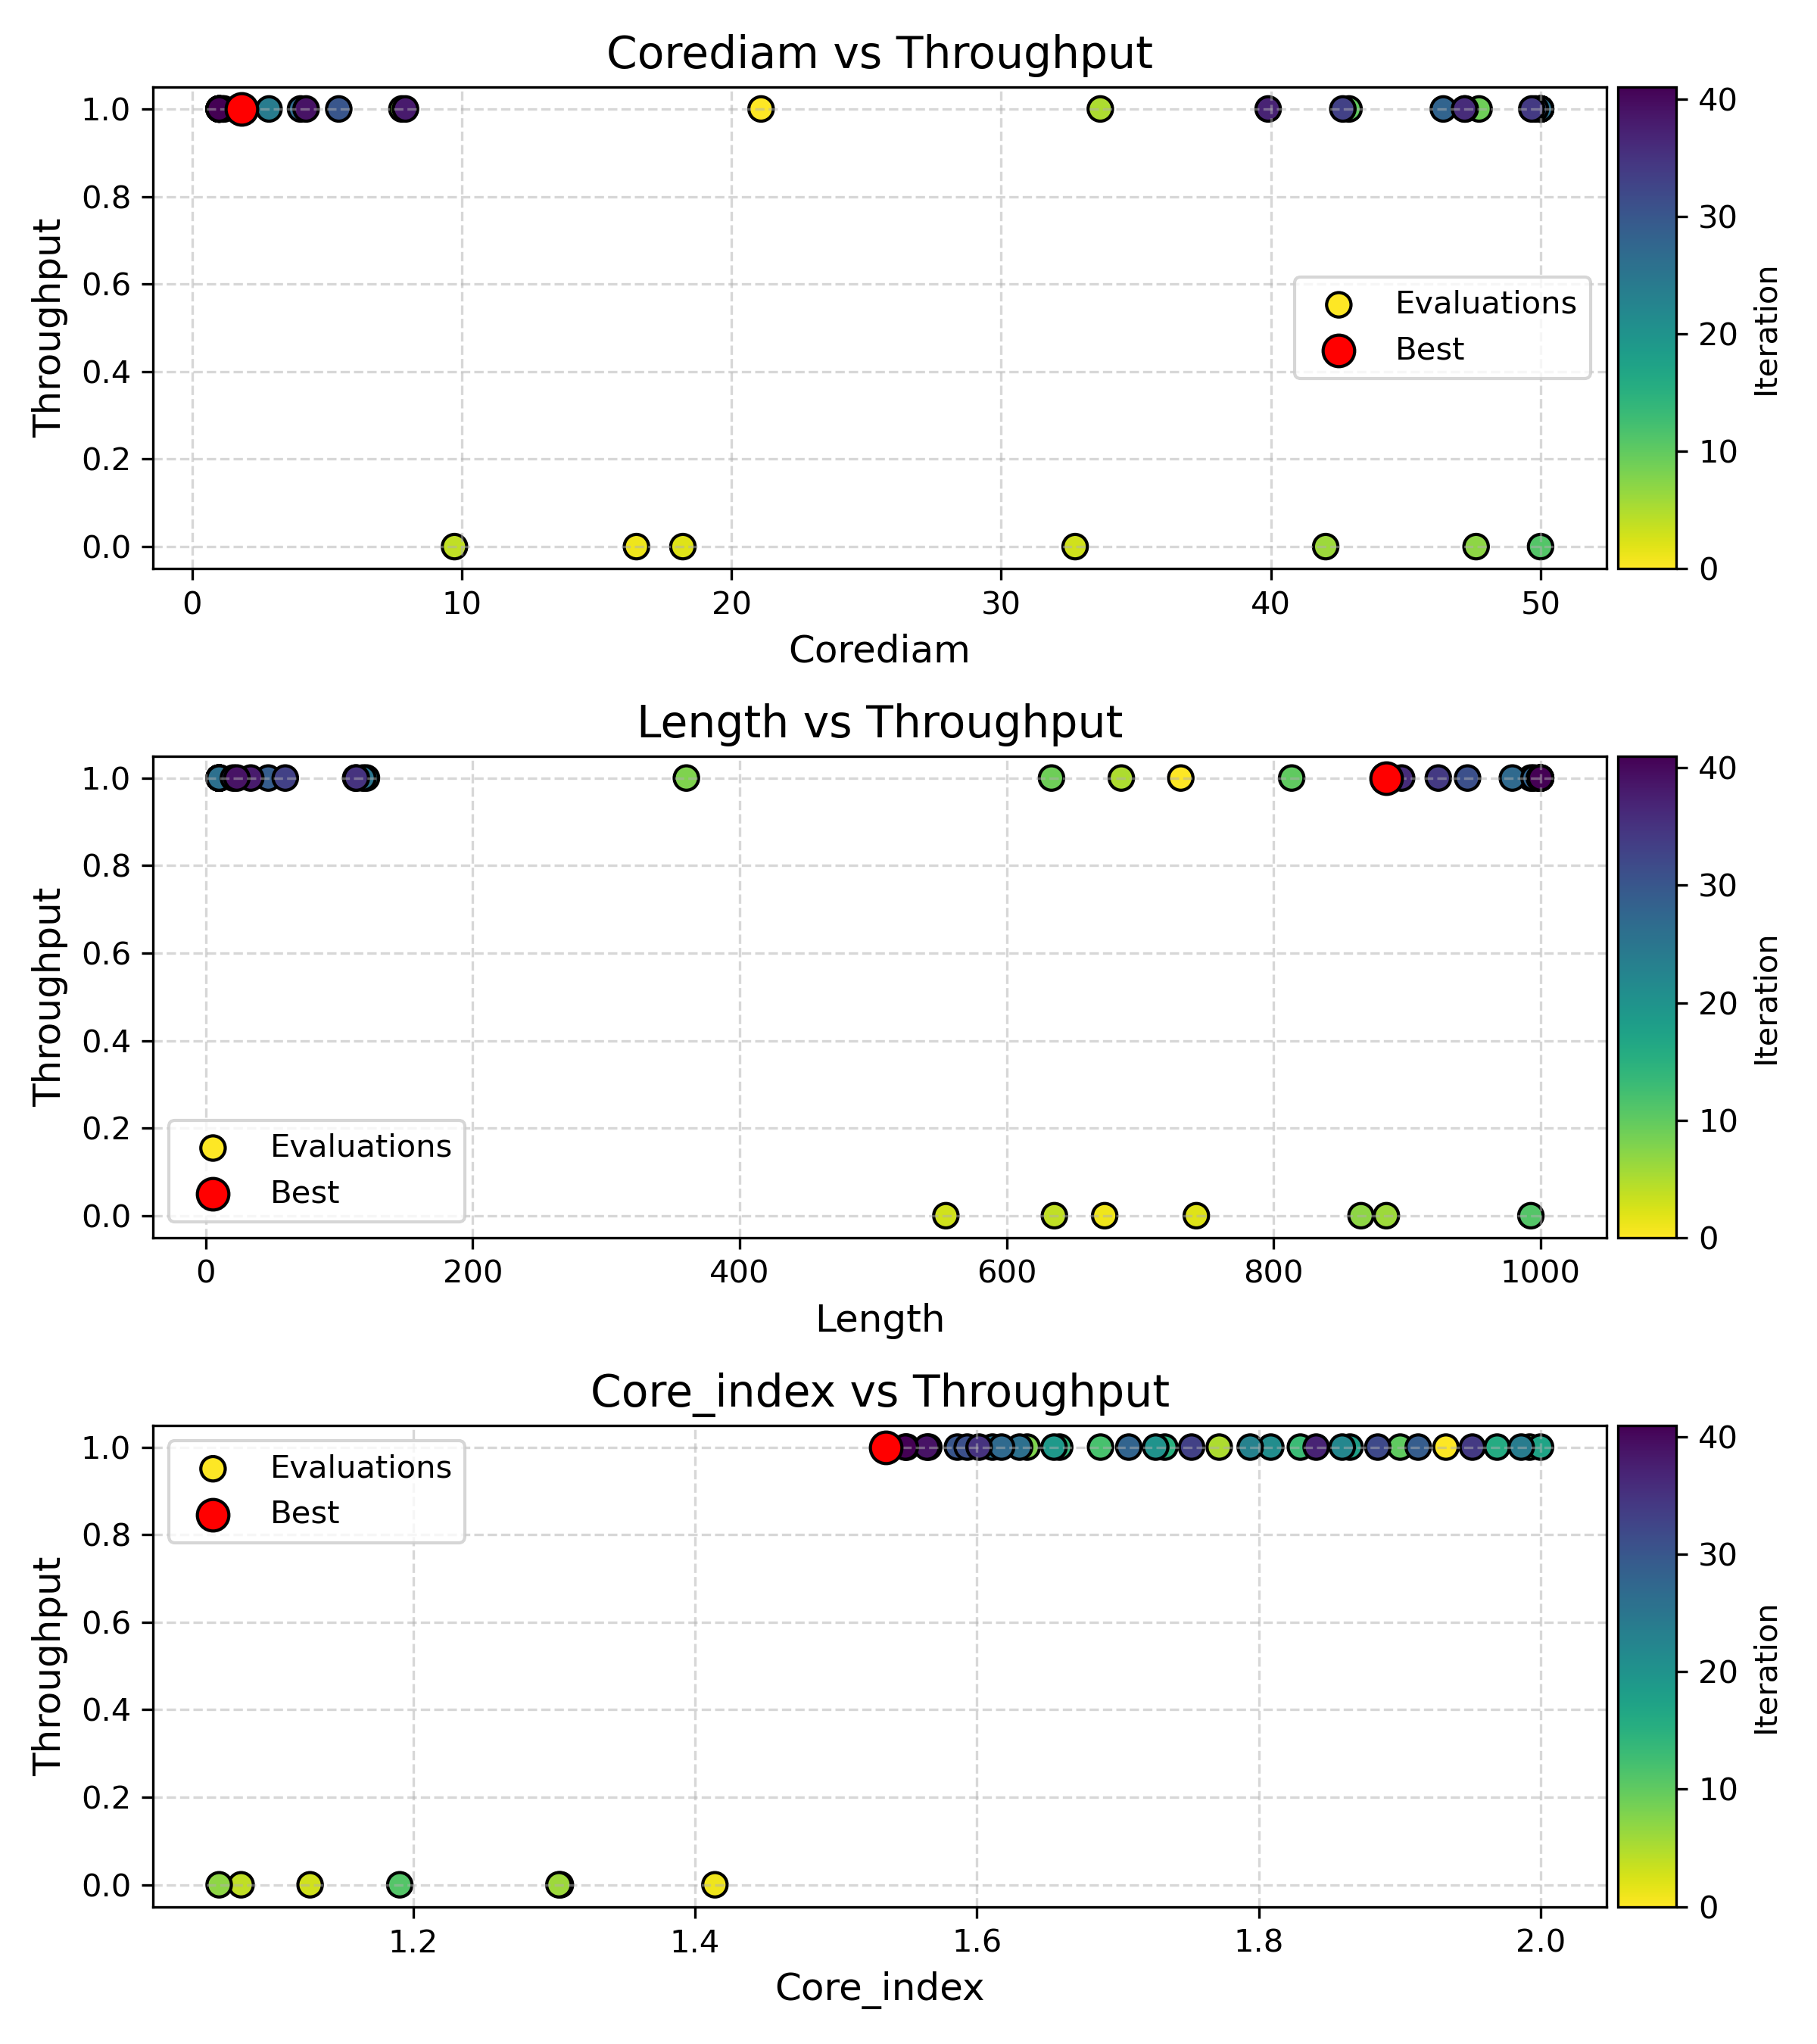 Corediam vs Throughput
Throughput
1.0
0.8
0.6
0.4
0.2
0.0
0
10
20
30
40
50
Corediam
Evaluations
Best
40
30
20
10
0
Iteration
Length vs Throughput
Throughput
1.0
0.8
0.6
0.4
0.2
0.0
0
200
400
600
800
1000
Length
Evaluations
Best
40
30
20
10
0
Iteration
Core_index vs Throughput
Throughput
1.0
0.8
0.6
0.4
0.2
0.0
1.2
1.4
1.6
1.8
2.0
Core_index
Evaluations
Best
40
30
20
10
0
Iteration